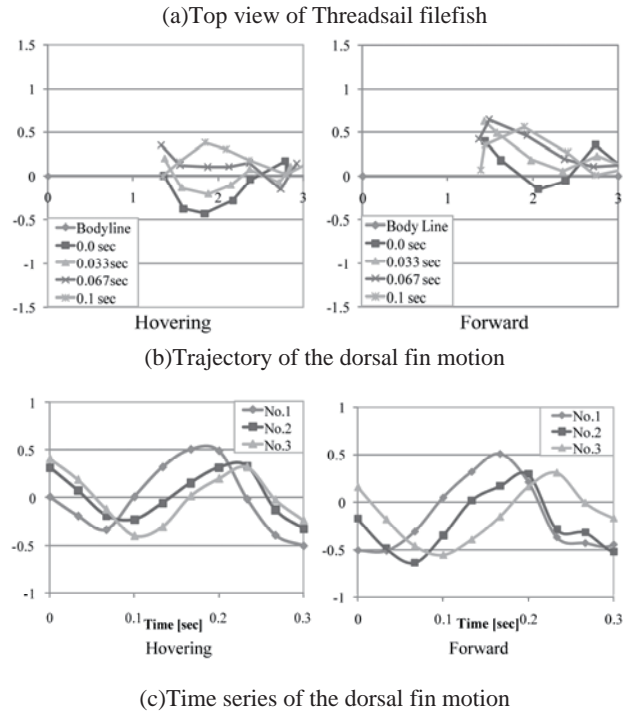 (a)Top view of Threadsail filefish
1.5 1.5
1 1
0.5 0.5
0 0
0 1 2 3 0 1 2 3
-0.5 -0.5
-1 -1
-1.5 -1.5
Bodyline
0.0 sec
0.033sec
0.067sec
0.1 sec
Body Line
0.0 sec
0.033 sec
0.067 sec
0.1 sec
Hovering Forward
(b)Trajectory of the dorsal fin motion
1 1
0.5 0.5
0 0
-0.5 -0.5
-1 -1
No.1
No.2
No.3
No.1
No.2
No.3
0 0.1 Time [sec] 0.2 0.3 0 0.1 Time [sec] 0.2 0.3
Hovering Forward
(c)Time series of the dorsal fin motion